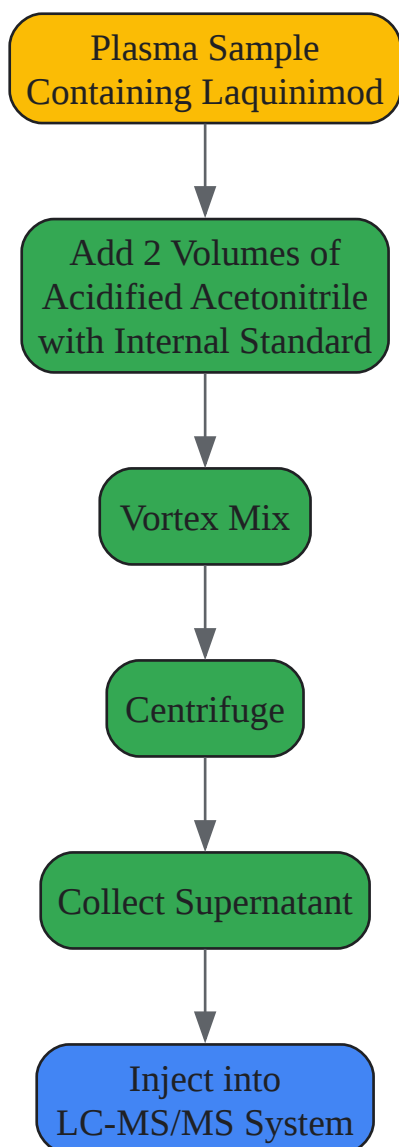 Plasma Sample
Containing Laquinimod
Add 2 Volumes of
Acidified Acetonitrile
with Internal Standard
Vortex Mix
Centrifuge
Collect Supernatant
Inject into
LC-MS/MS System